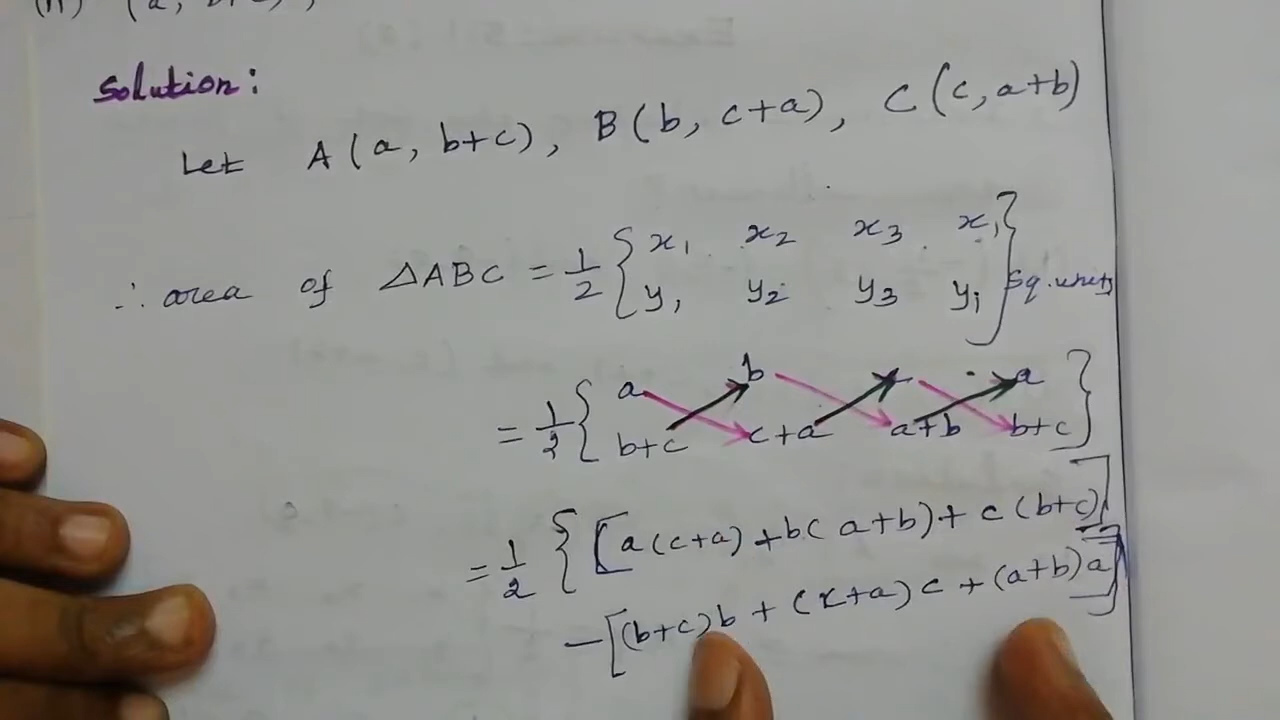 Solution:
Let A(a, b+c), B(b, c+a), C(c, a+b)
∴ area of ΔABC = 1/2 { x1 x2 x3 x1
y1 y2 y3 y1 } sq.units
= 1/2 { a b c a
b+c c+a a+b b+c }
= 1/2 { [a(c+a) + b(a+b) + c(b+c)]
- [(b+c)b + (c+a)c + (a+b)a] }